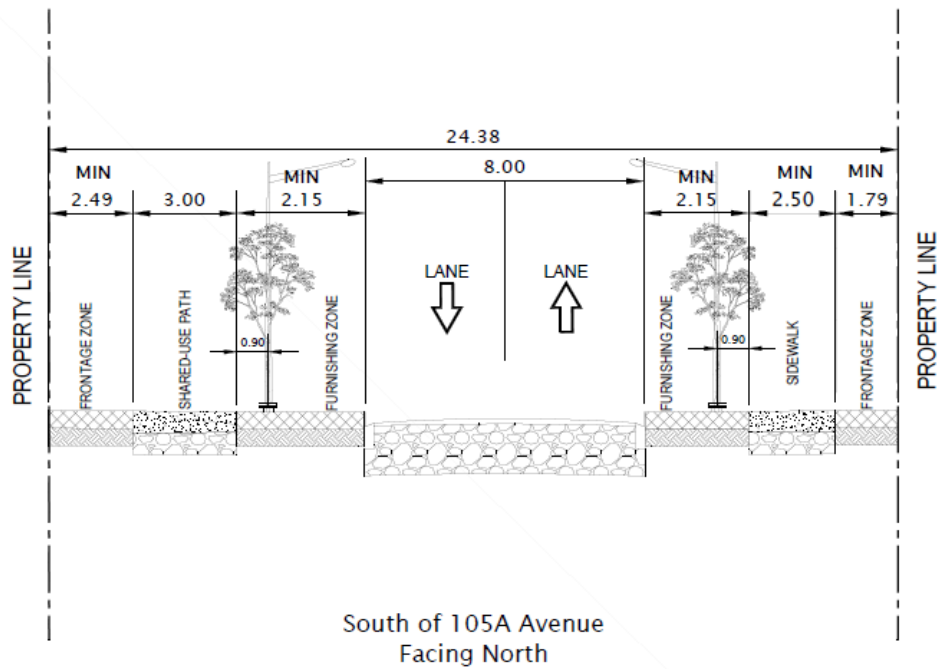 24.38
MIN
MIN
8.00
MIN
MIN
MIN
2.49
3.00
2.15
2.15
2.50
1.79
PROPERTY LINE
FRONTAGE ZONE
SHARED-USE PATH
0.90
FURNISHING ZONE
LANE
LANE
FURNISHING ZONE
0.90
SIDEWALK
FRONTAGE ZONE
PROPERTY LINE
South of 105A Avenue
Facing North